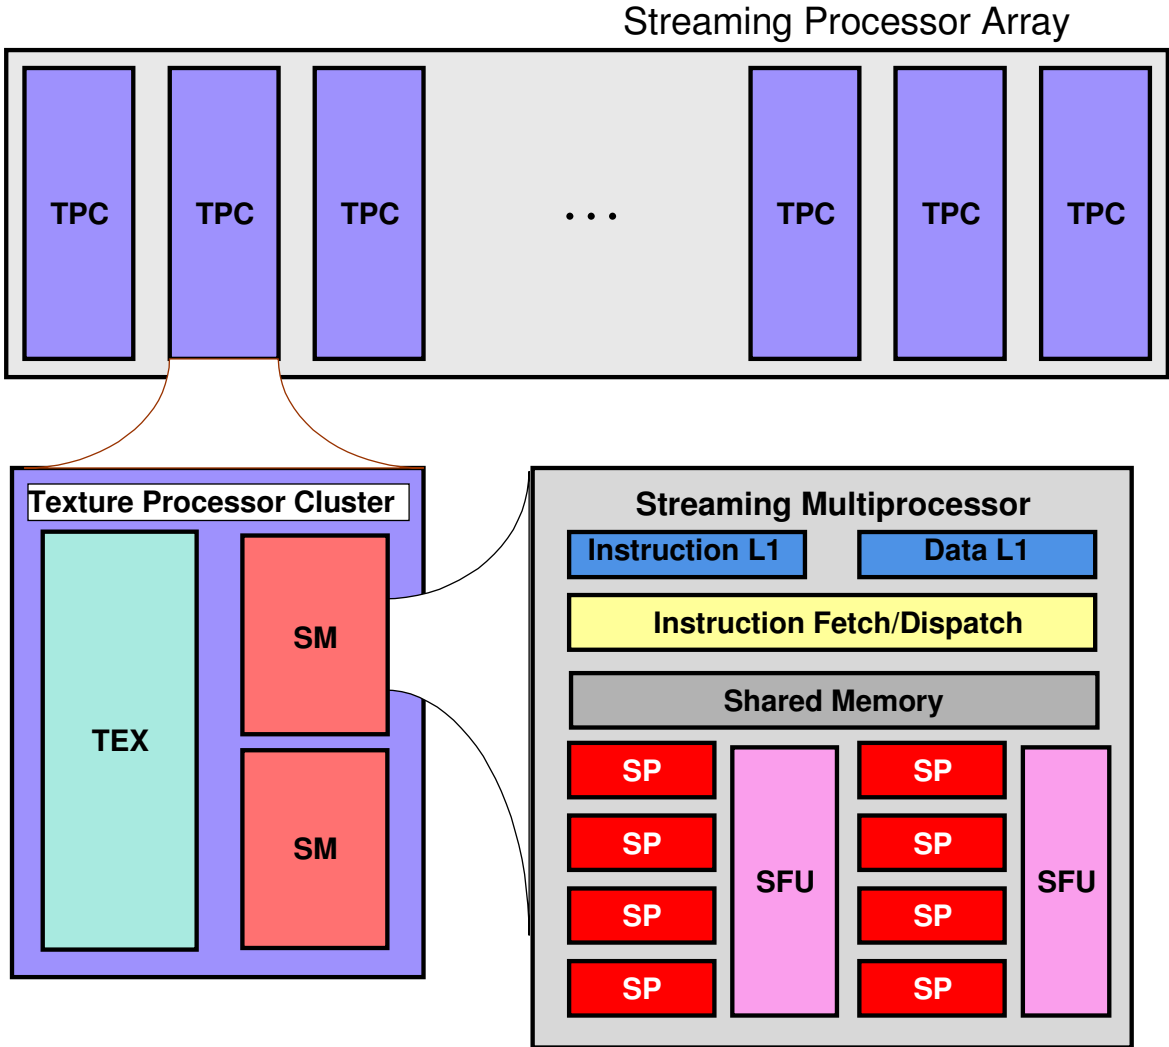 Streaming Processor Array
TPC TPC TPC . . . TPC TPC TPC
Texture Processor Cluster
TEX
SM
SM
Streaming Multiprocessor
Instruction L1 Data L1
Instruction Fetch/Dispatch
Shared Memory
SP SP
SP SP
SFU SFU
SP SP
SP SP